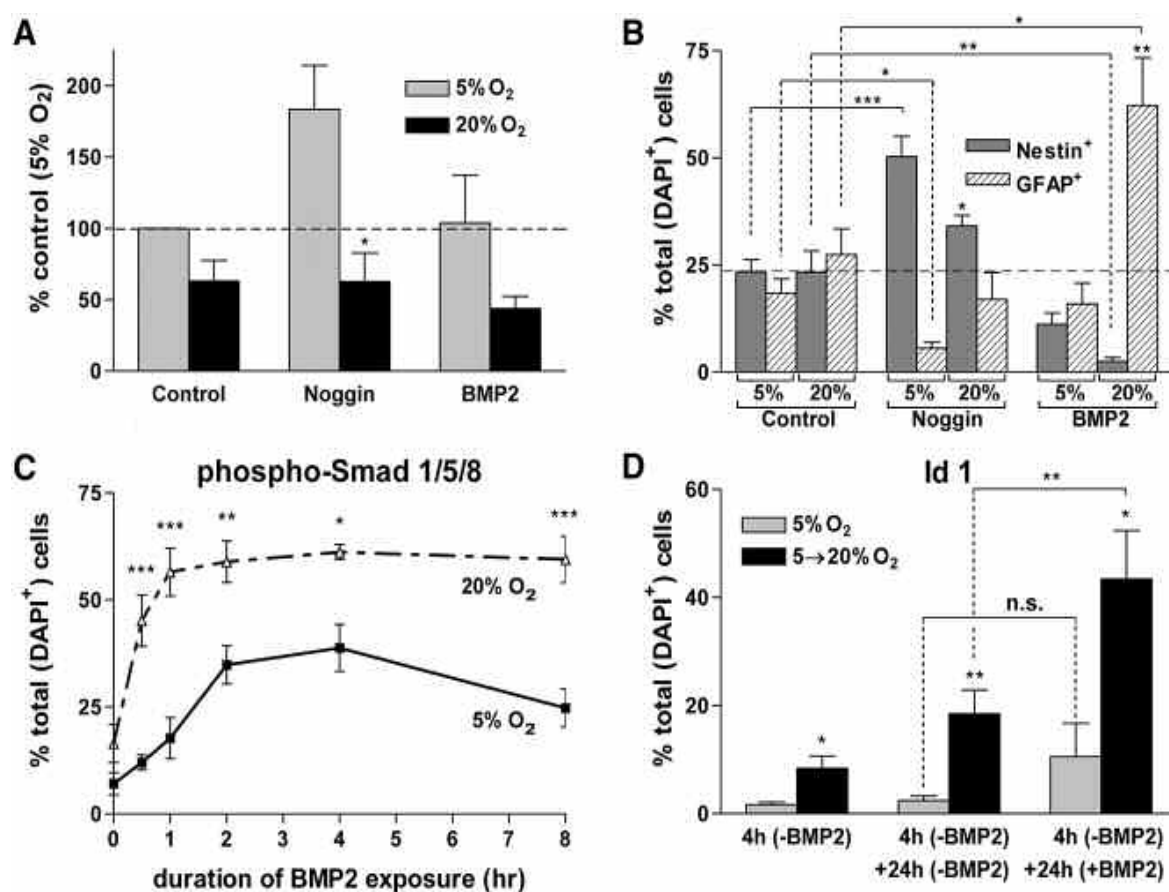 A
% control (5% O₂)
200
150
100
50
0
5% O₂
20% O₂
*
Control
Noggin
BMP2
B
% total (DAPI⁺) cells
75
50
25
0
*
**
**
*
***
*
Nestin⁺
GFAP⁺
5% 20% 5% 20% 5% 20%
Control Noggin BMP2
C
phospho-Smad 1/5/8
% total (DAPI⁺) cells
75
50
25
0
***
***
**
*
***
20% O₂
5% O₂
0 1 2 3 4 5 6 7 8
duration of BMP2 exposure (hr)
D
Id 1
% total (DAPI⁺) cells
60
40
20
0
5% O₂
5→20% O₂
**
*
n.s.
**
*
4h (-BMP2)
4h (-BMP2)
+24h (-BMP2)
4h (-BMP2)
+24h (+BMP2)